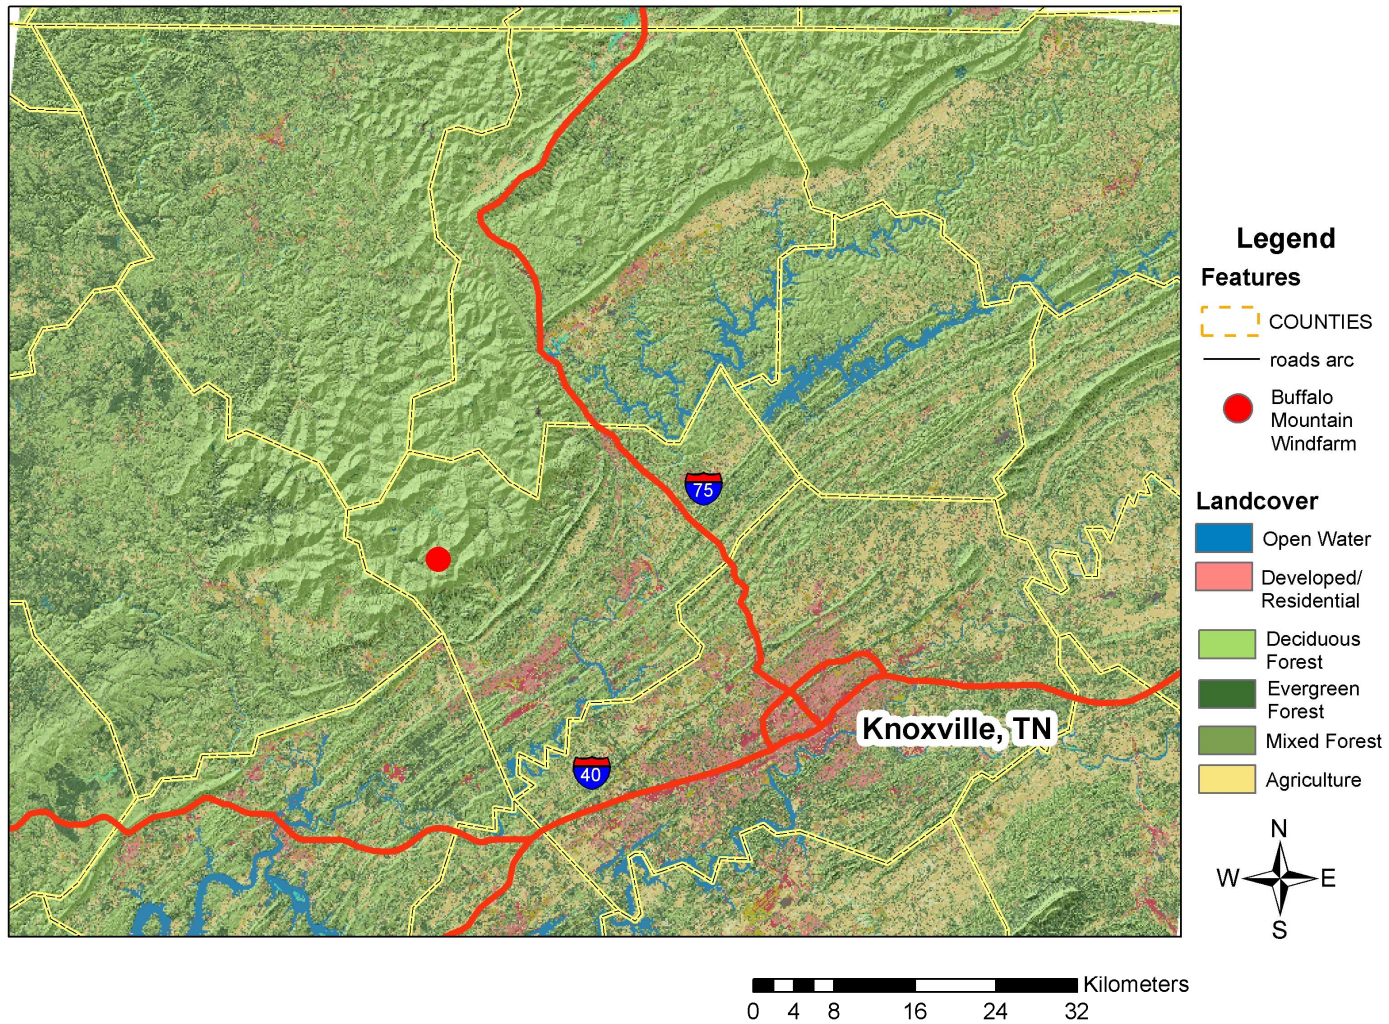 75
40
Knoxville, TN
Legend
Features
COUNTIES
roads arc
Buffalo
Mountain
Windfarm
Landcover
Open Water
Developed/
Residential
Deciduous
Forest
Evergreen
Forest
Mixed Forest
Agriculture
N
W E
S
Kilometers
0 4 8 16 24 32